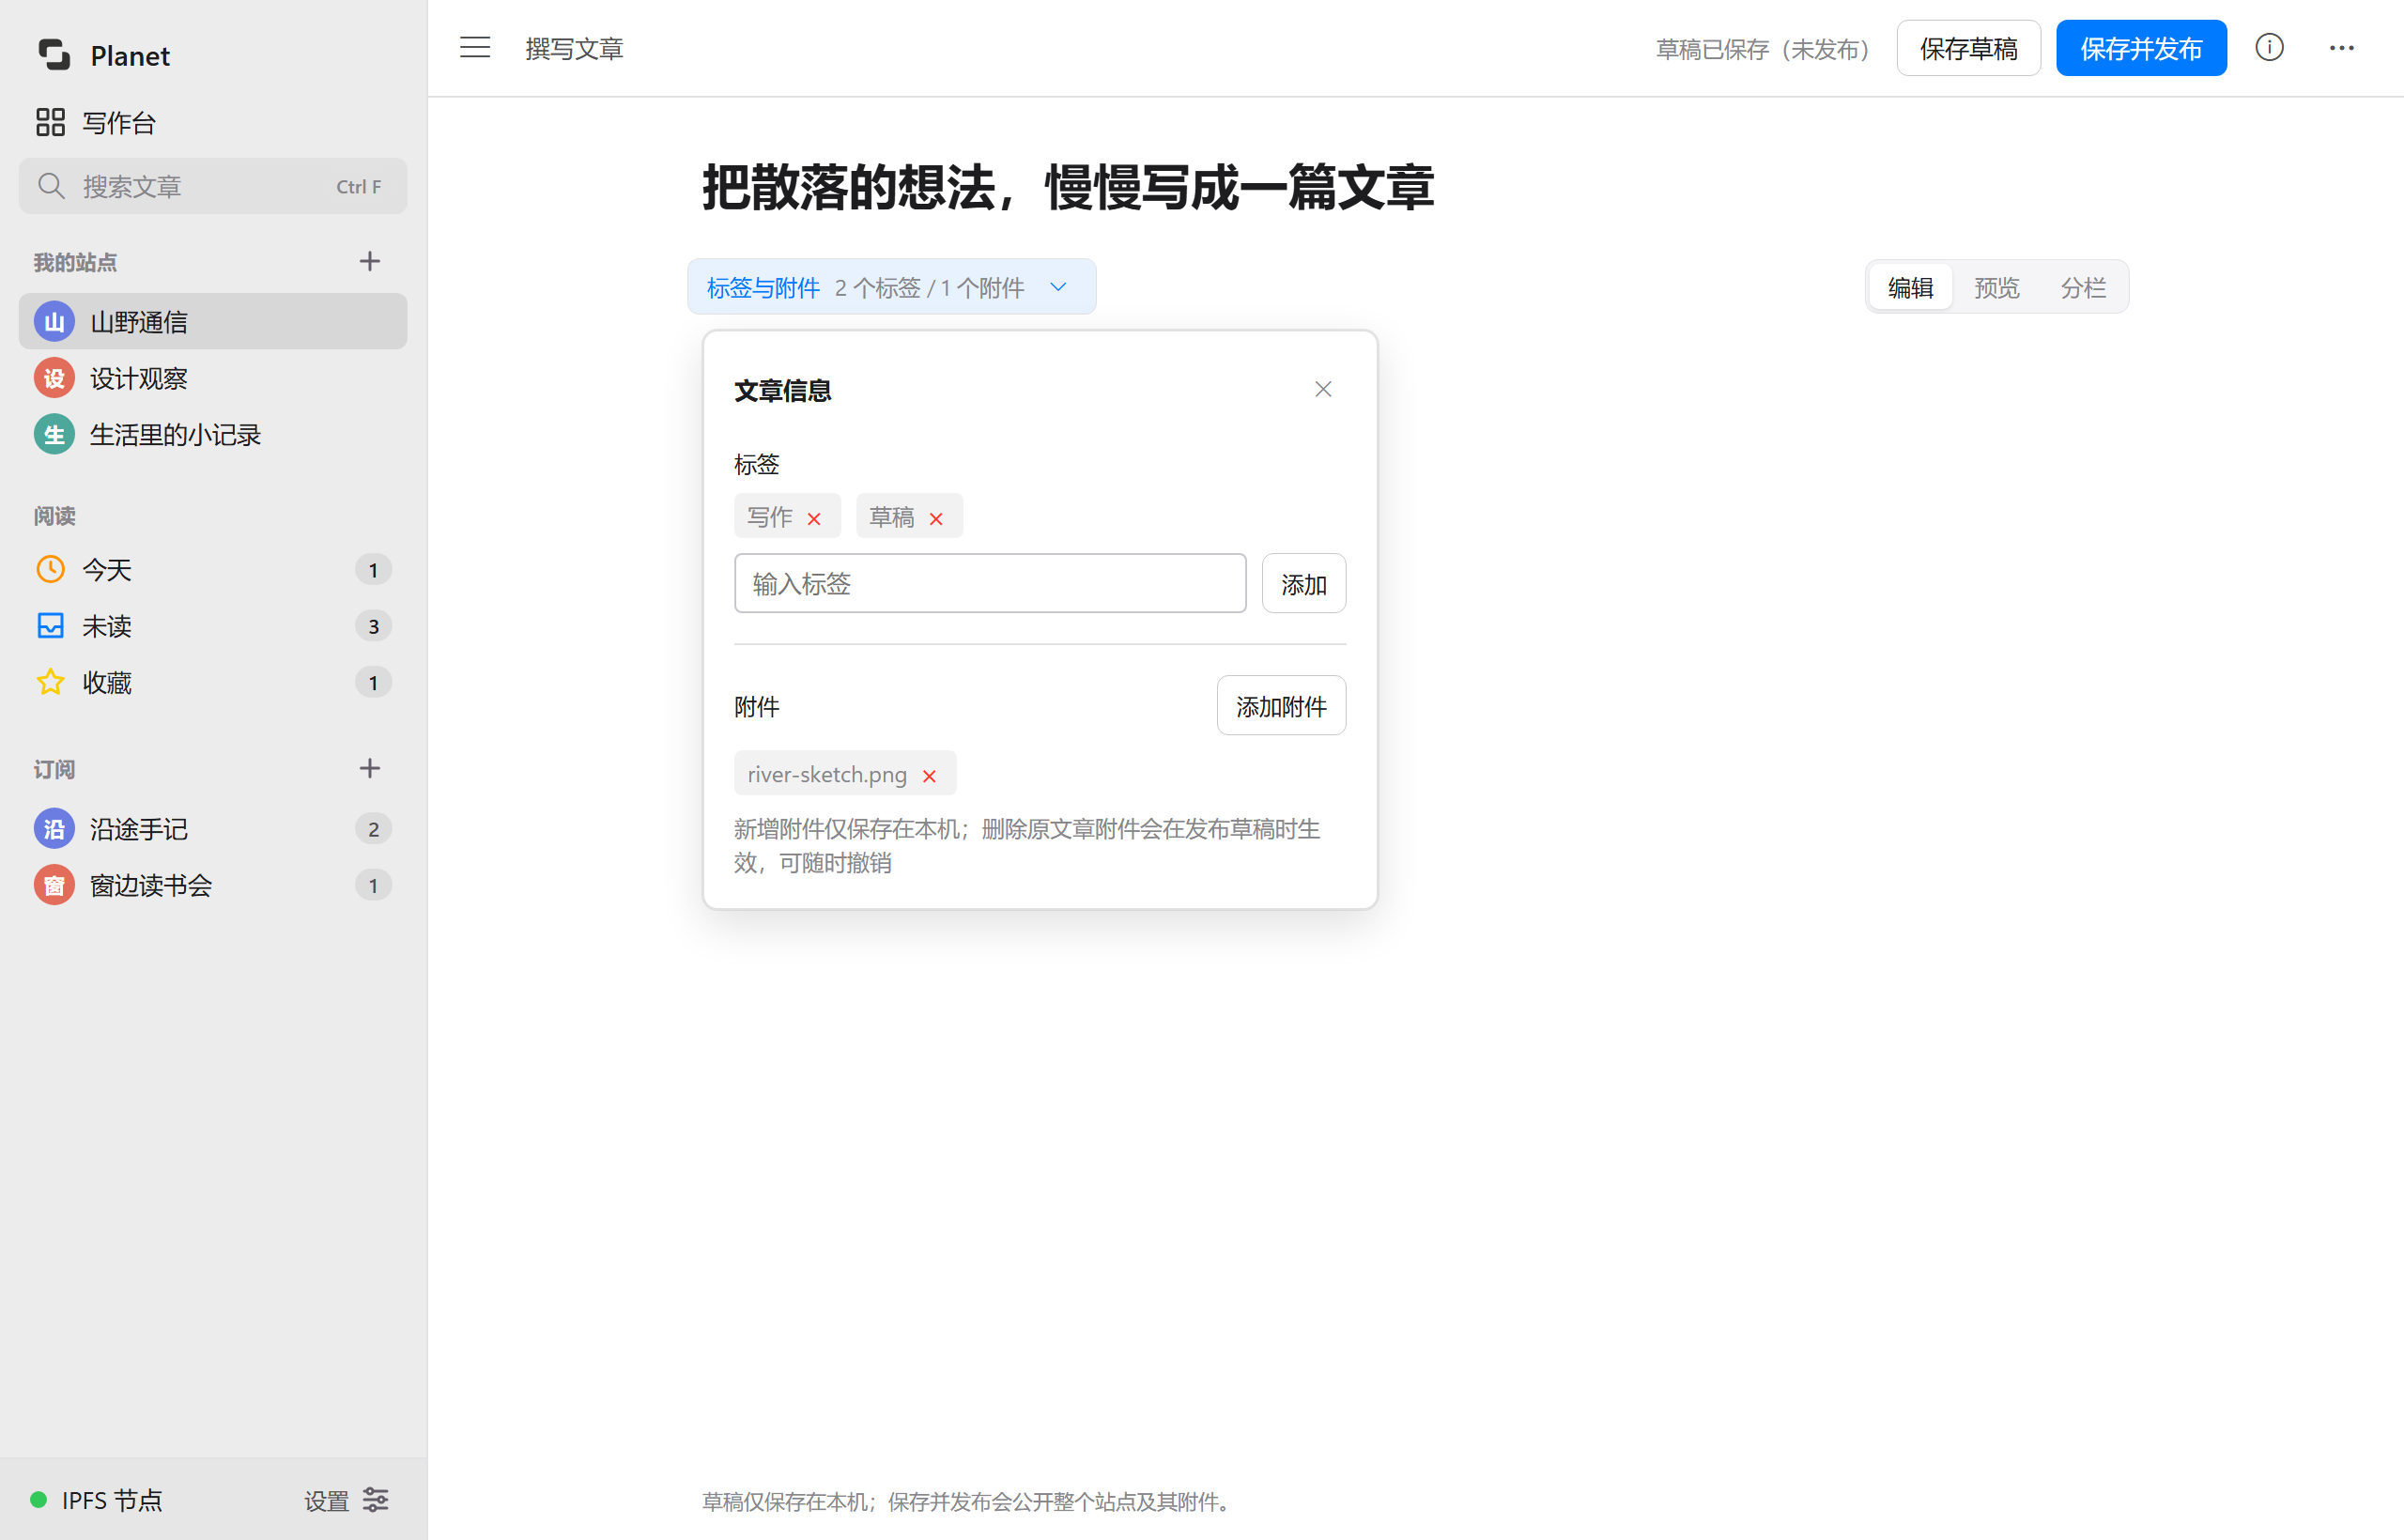 Planet
写作台
搜索文章 Ctrl F
我的站点
山 山野通信
设 设计观察
生 生活里的小记录
阅读
今天 1
未读 3
收藏 1
订阅
沿 沿途手记 2
窗 窗边读书会 1
IPFS 节点 设置
撰写文章 草稿已保存（未发布） 保存草稿 保存并发布
把散落的想法，慢慢写成一篇文章
标签与附件 2 个标签 / 1 个附件 编辑 预览 分栏
文章信息
标签
写作 草稿
输入标签 添加
附件 添加附件
river-sketch.png
新增附件仅保存在本机；删除原文章附件会在发布草稿时生
效，可随时撤销
草稿仅保存在本机；保存并发布会公开整个站点及其附件。